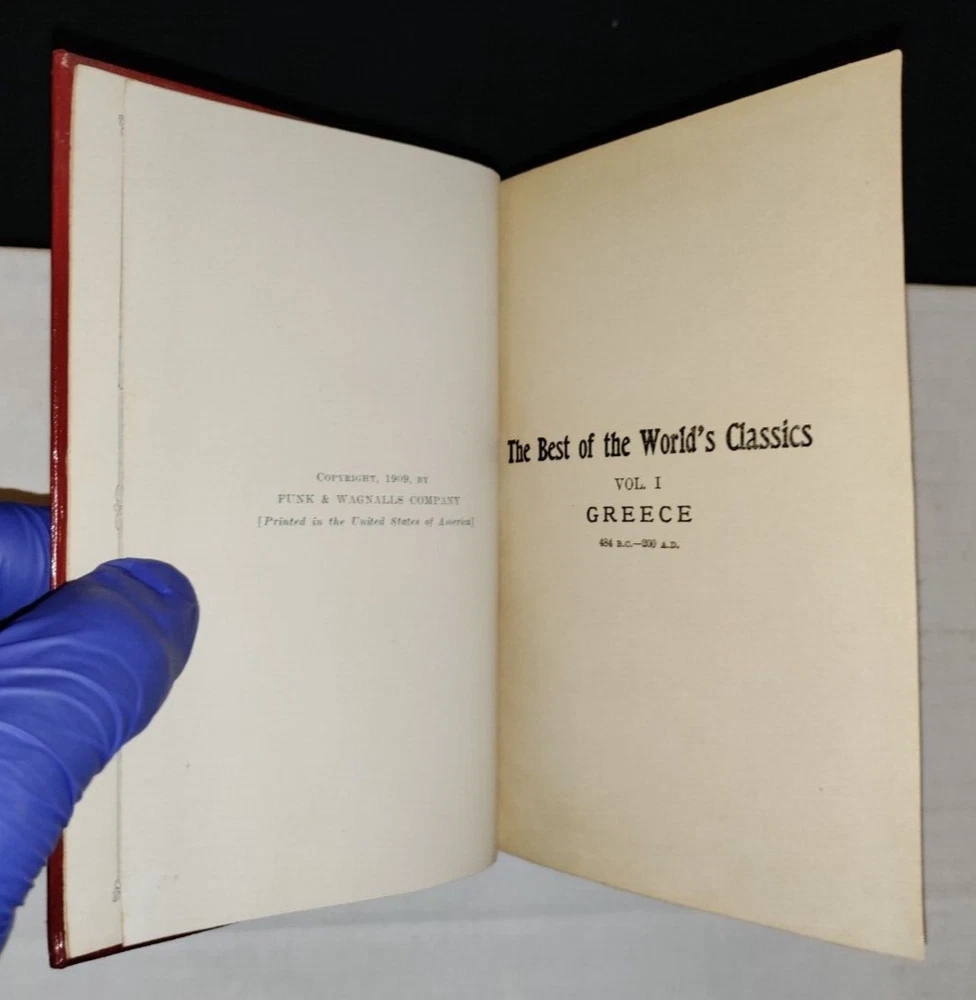 COPYRIGHT, 1909, BY
FUNK & WAGNALLS COMPANY
[Printed in the United States of America]
The Best of the World's Classics
VOL. I
GREECE
484 B.C.—200 A.D.